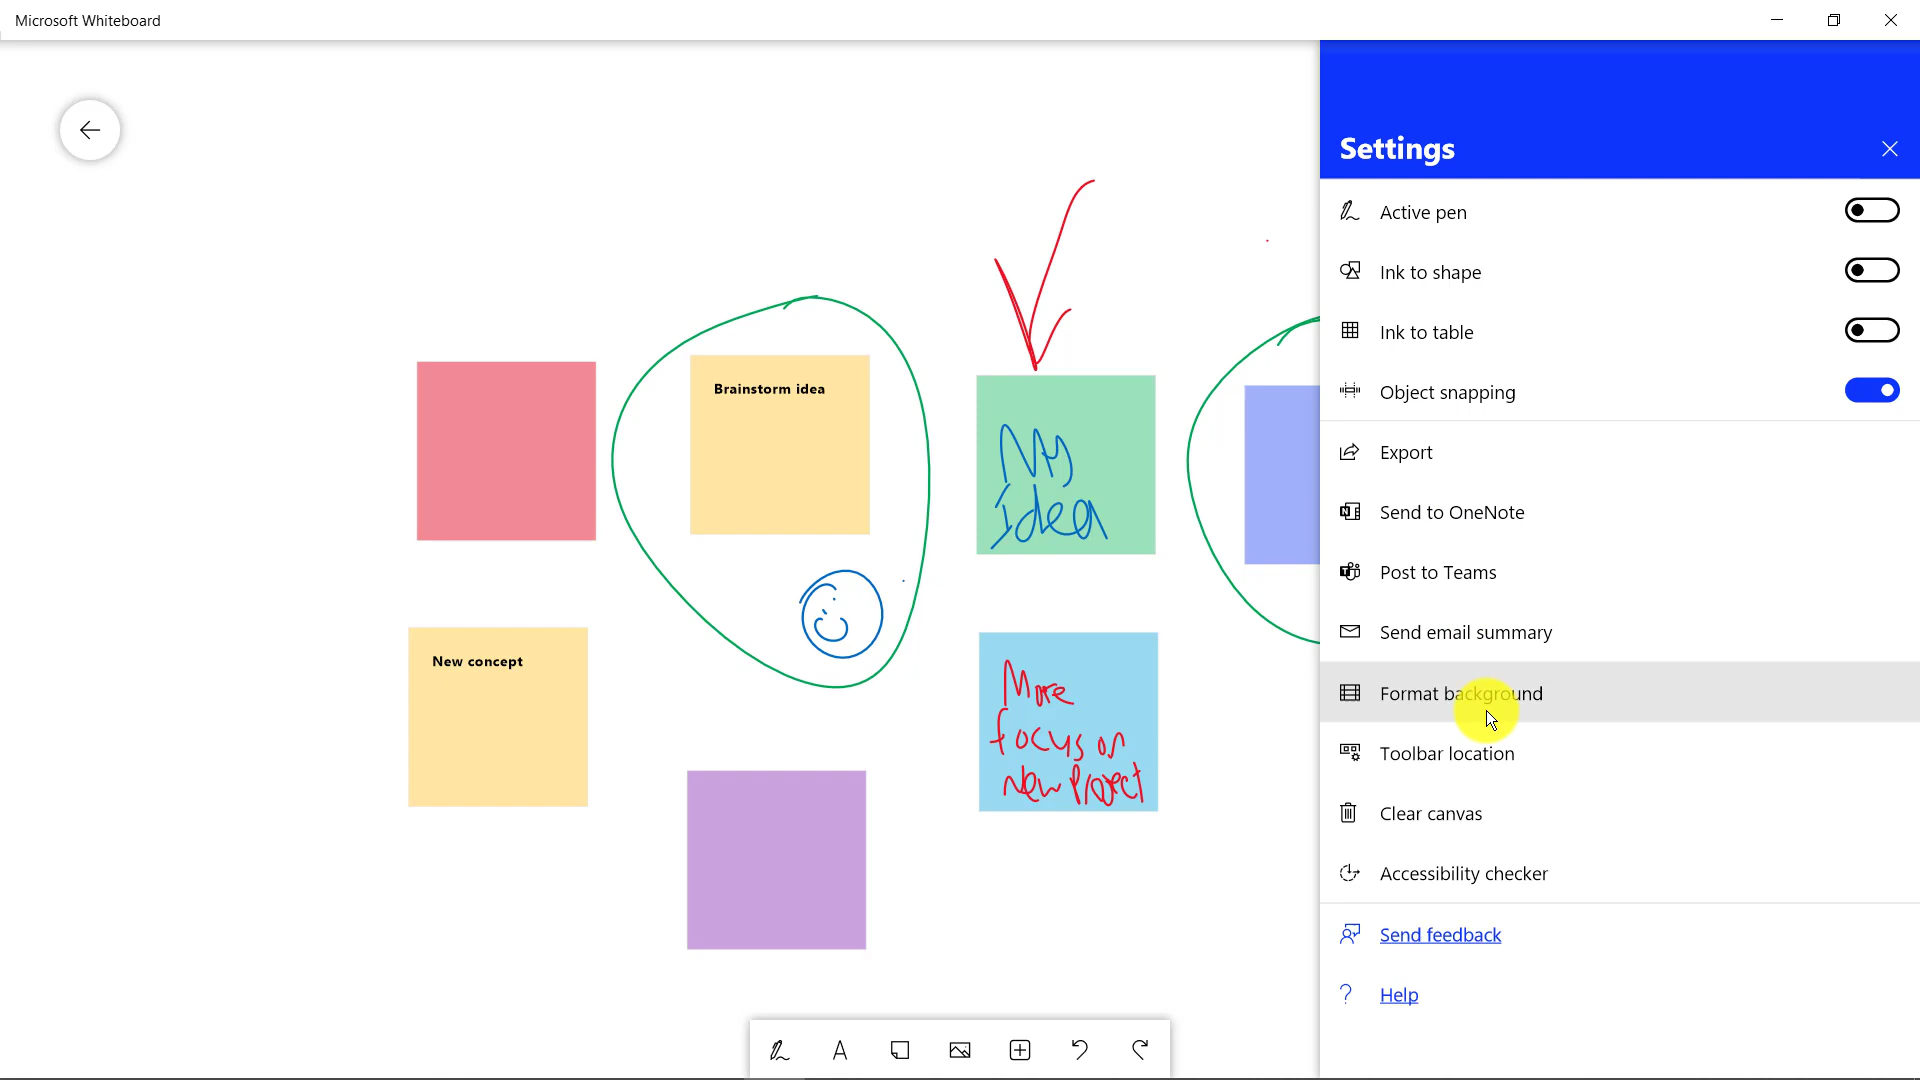 Microsoft Whiteboard
Settings
Active pen
Ink to shape
Ink to table
Object snapping
Export
Send to OneNote
Post to Teams
Send email summary
Format background
Toolbar location
Clear canvas
Accessibility checker
Send feedback
Help
Brainstorm idea
My
idea
New concept
More
focus on
New Project